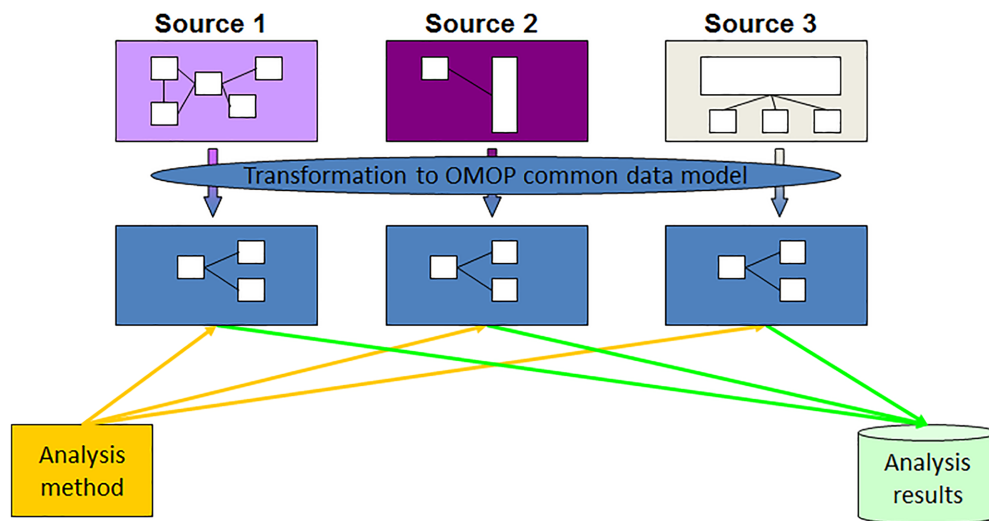 Source 1
Source 2
Source 3
Transformation to OMOP common data model
Analysis
method
Analysis
results